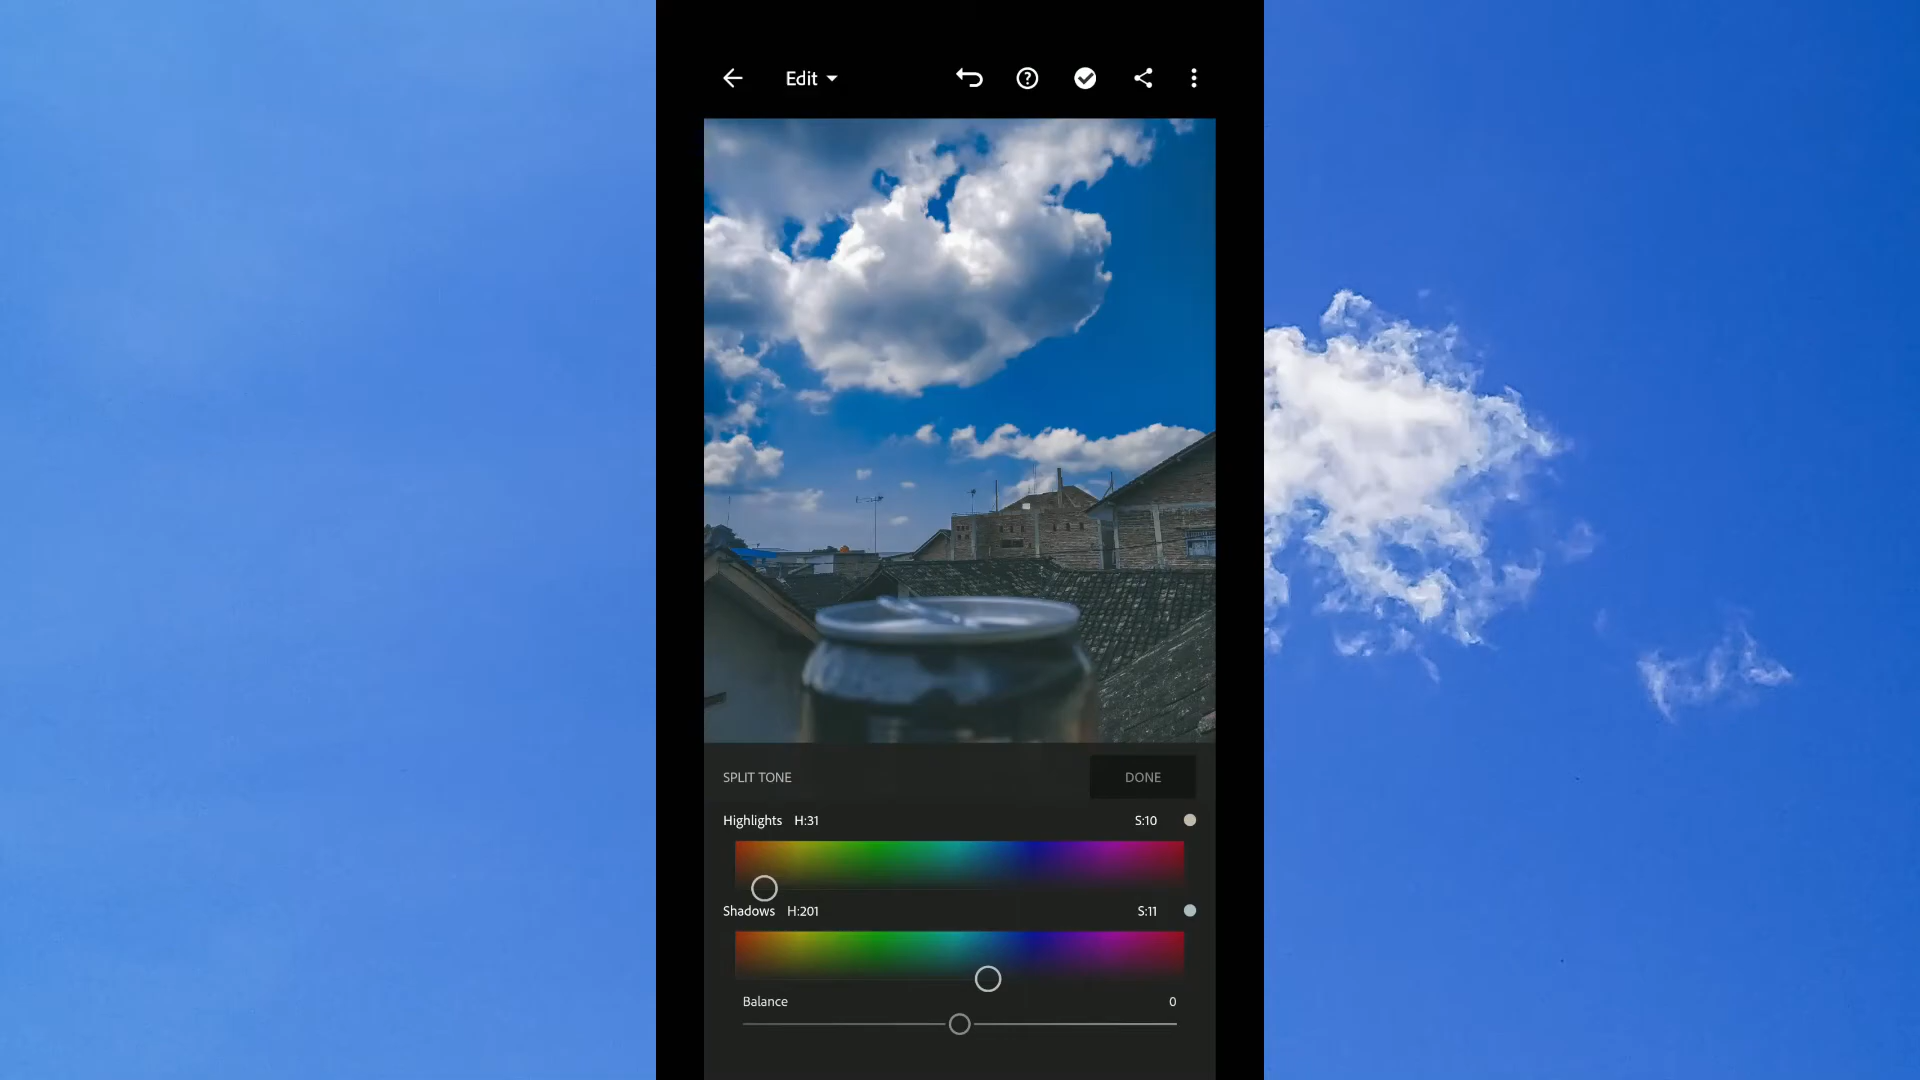 Edit
SPLIT TONE DONE
Highlights H:31 S:10
Shadows H:201 S:11
Balance 0